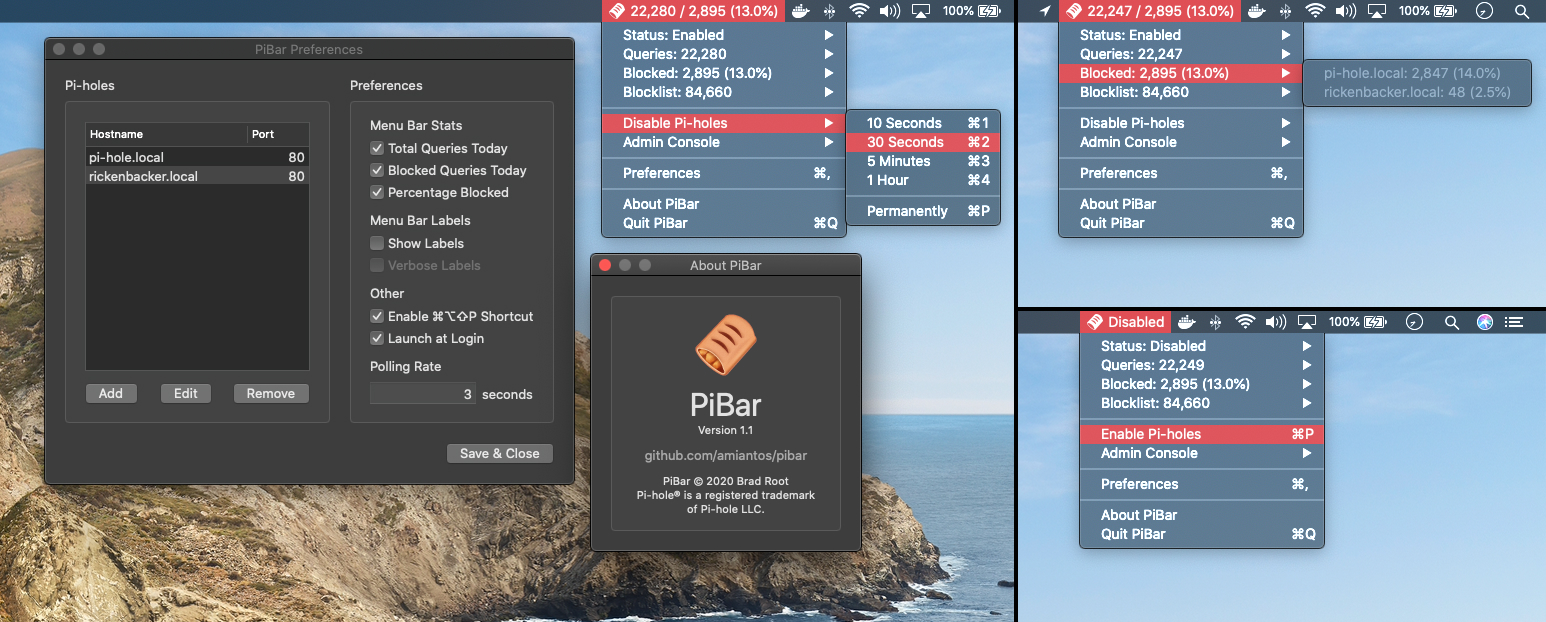 22,280 / 2,895 (13.0%) 100%
PiBar Preferences
Pi-holes
Hostname Port
pi-hole.local 80
rickenbacker.local 80
Add Edit Remove
Preferences
Menu Bar Stats
Total Queries Today
Blocked Queries Today
Percentage Blocked
Menu Bar Labels
Show Labels
Verbose Labels
Other
Enable ⌘⌥⇧P Shortcut
Launch at Login
Polling Rate
3 seconds
Save & Close
Status: Enabled
Queries: 22,280
Blocked: 2,895 (13.0%)
Blocklist: 84,660
Disable Pi-holes
Admin Console
Preferences ⌘,
About PiBar
Quit PiBar ⌘Q
10 Seconds ⌘1
30 Seconds ⌘2
5 Minutes ⌘3
1 Hour ⌘4
Permanently ⌘P
About PiBar
PiBar
Version 1.1
github.com/amiantos/pibar
PiBar © 2020 Brad Root
Pi-hole® is a registered trademark
of Pi-hole LLC.
22,247 / 2,895 (13.0%) 100%
Status: Enabled
Queries: 22,247
Blocked: 2,895 (13.0%)
Blocklist: 84,660
Disable Pi-holes
Admin Console
Preferences ⌘,
About PiBar
Quit PiBar ⌘Q
pi-hole.local: 2,847 (14.0%)
rickenbacker.local: 48 (2.5%)
Disabled 100%
Status: Disabled
Queries: 22,249
Blocked: 2,895 (13.0%)
Blocklist: 84,660
Enable Pi-holes ⌘P
Admin Console
Preferences ⌘,
About PiBar
Quit PiBar ⌘Q